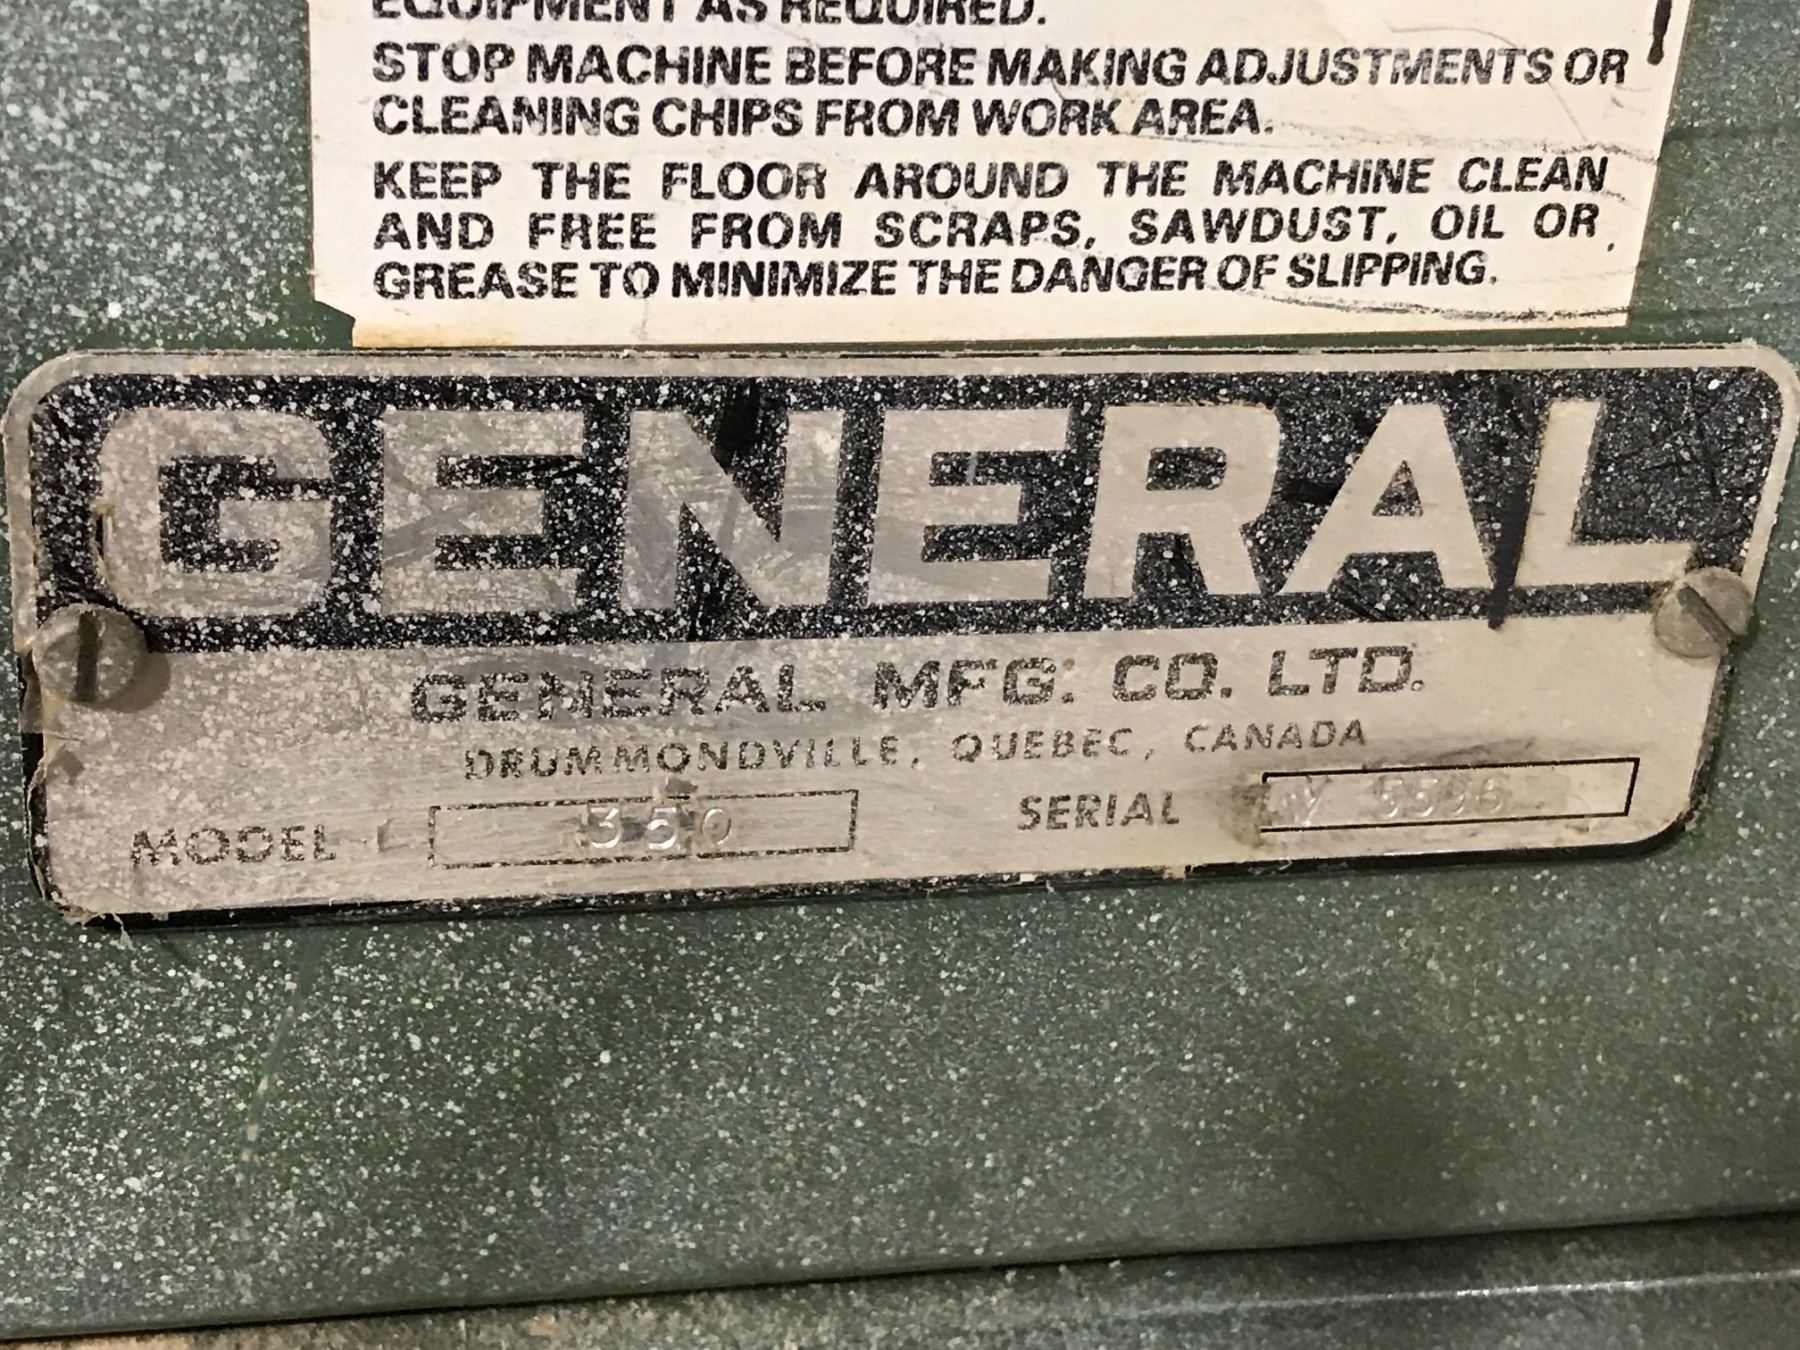 EQUIPMENT AS REQUIRED.
STOP MACHINE BEFORE MAKING ADJUSTMENTS OR
CLEANING CHIPS FROM WORK AREA.
KEEP THE FLOOR AROUND THE MACHINE CLEAN
AND FREE FROM SCRAPS, SAWDUST, OIL OR
GREASE TO MINIMIZE THE DANGER OF SLIPPING.
GENERAL
GENERAL MFG. CO. LTD.
DRUMMONDVILLE, QUEBEC, CANADA
MODEL 350 SERIAL V 5596